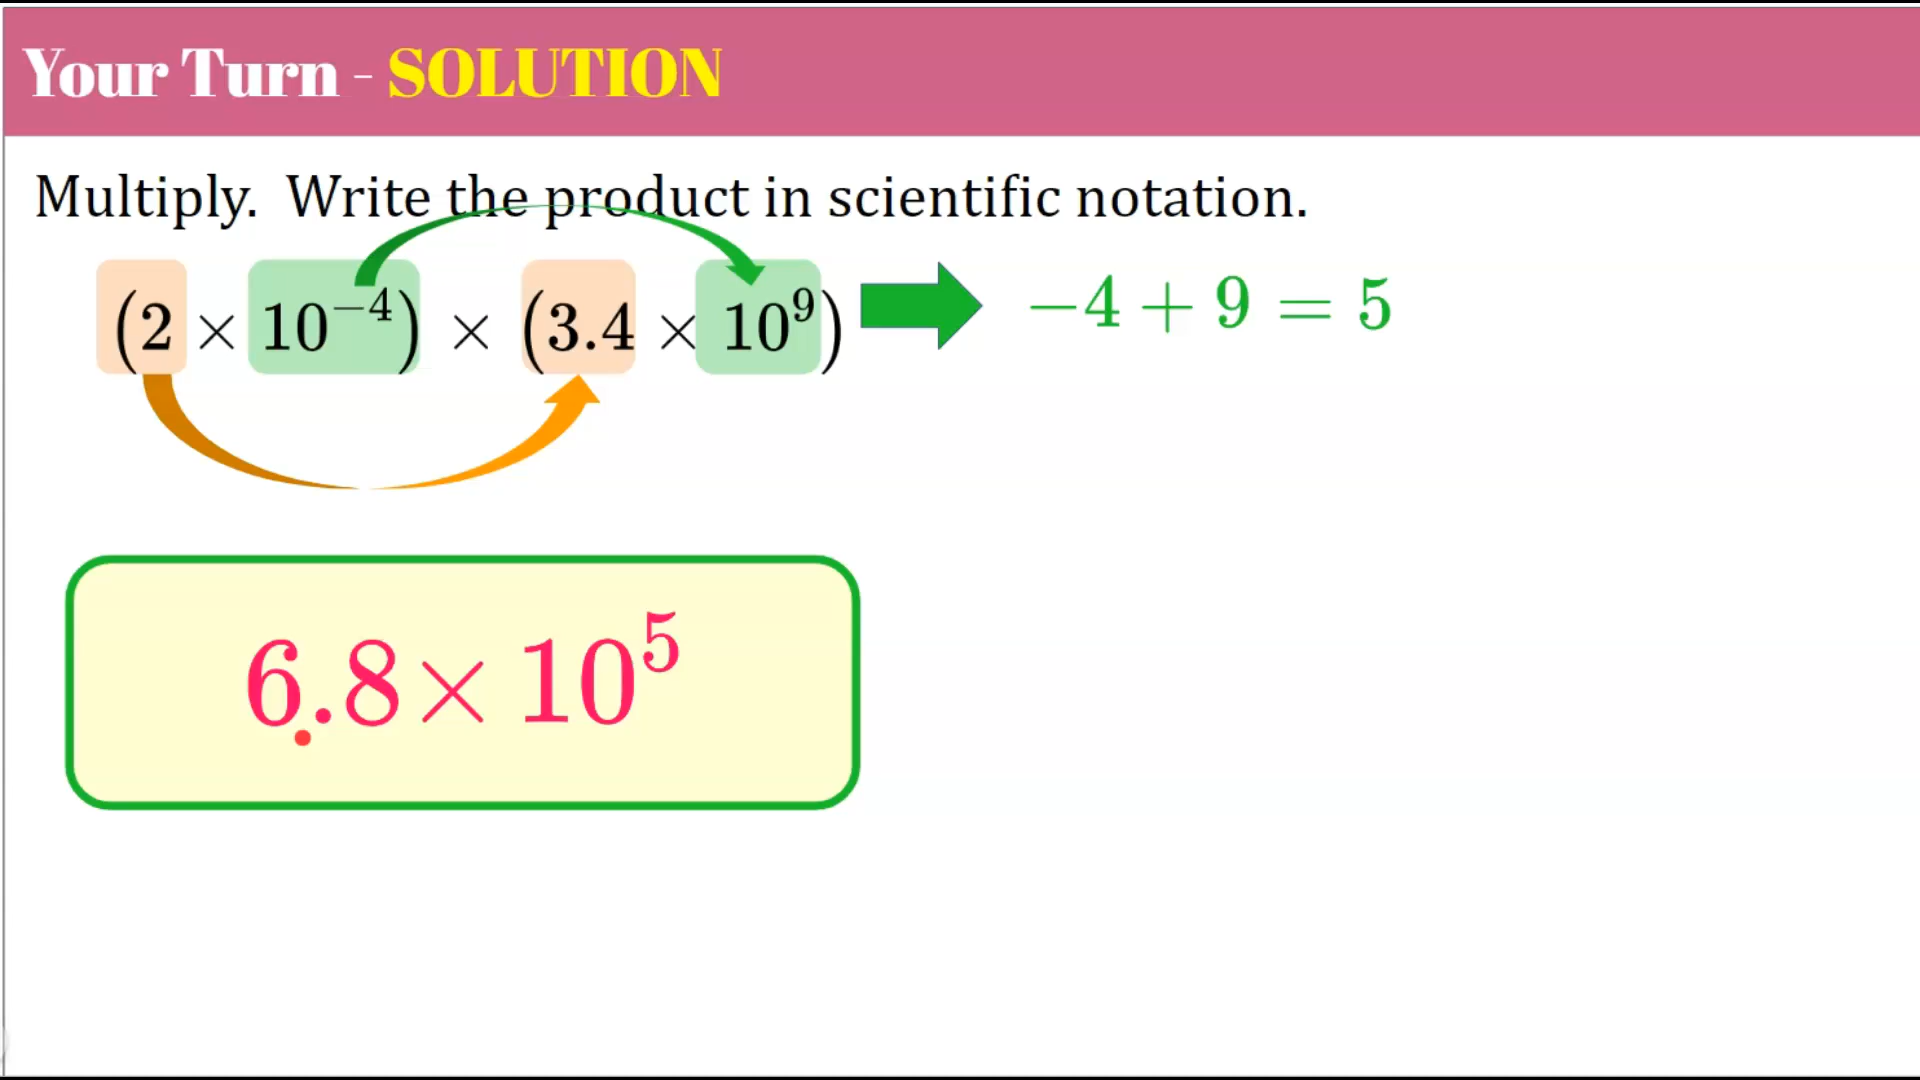 Your Turn - SOLUTION
Multiply. Write the product in scientific notation.
(2 × 10⁻⁴) × (3.4 × 10⁹) −4 + 9 = 5
6.8 × 10⁵